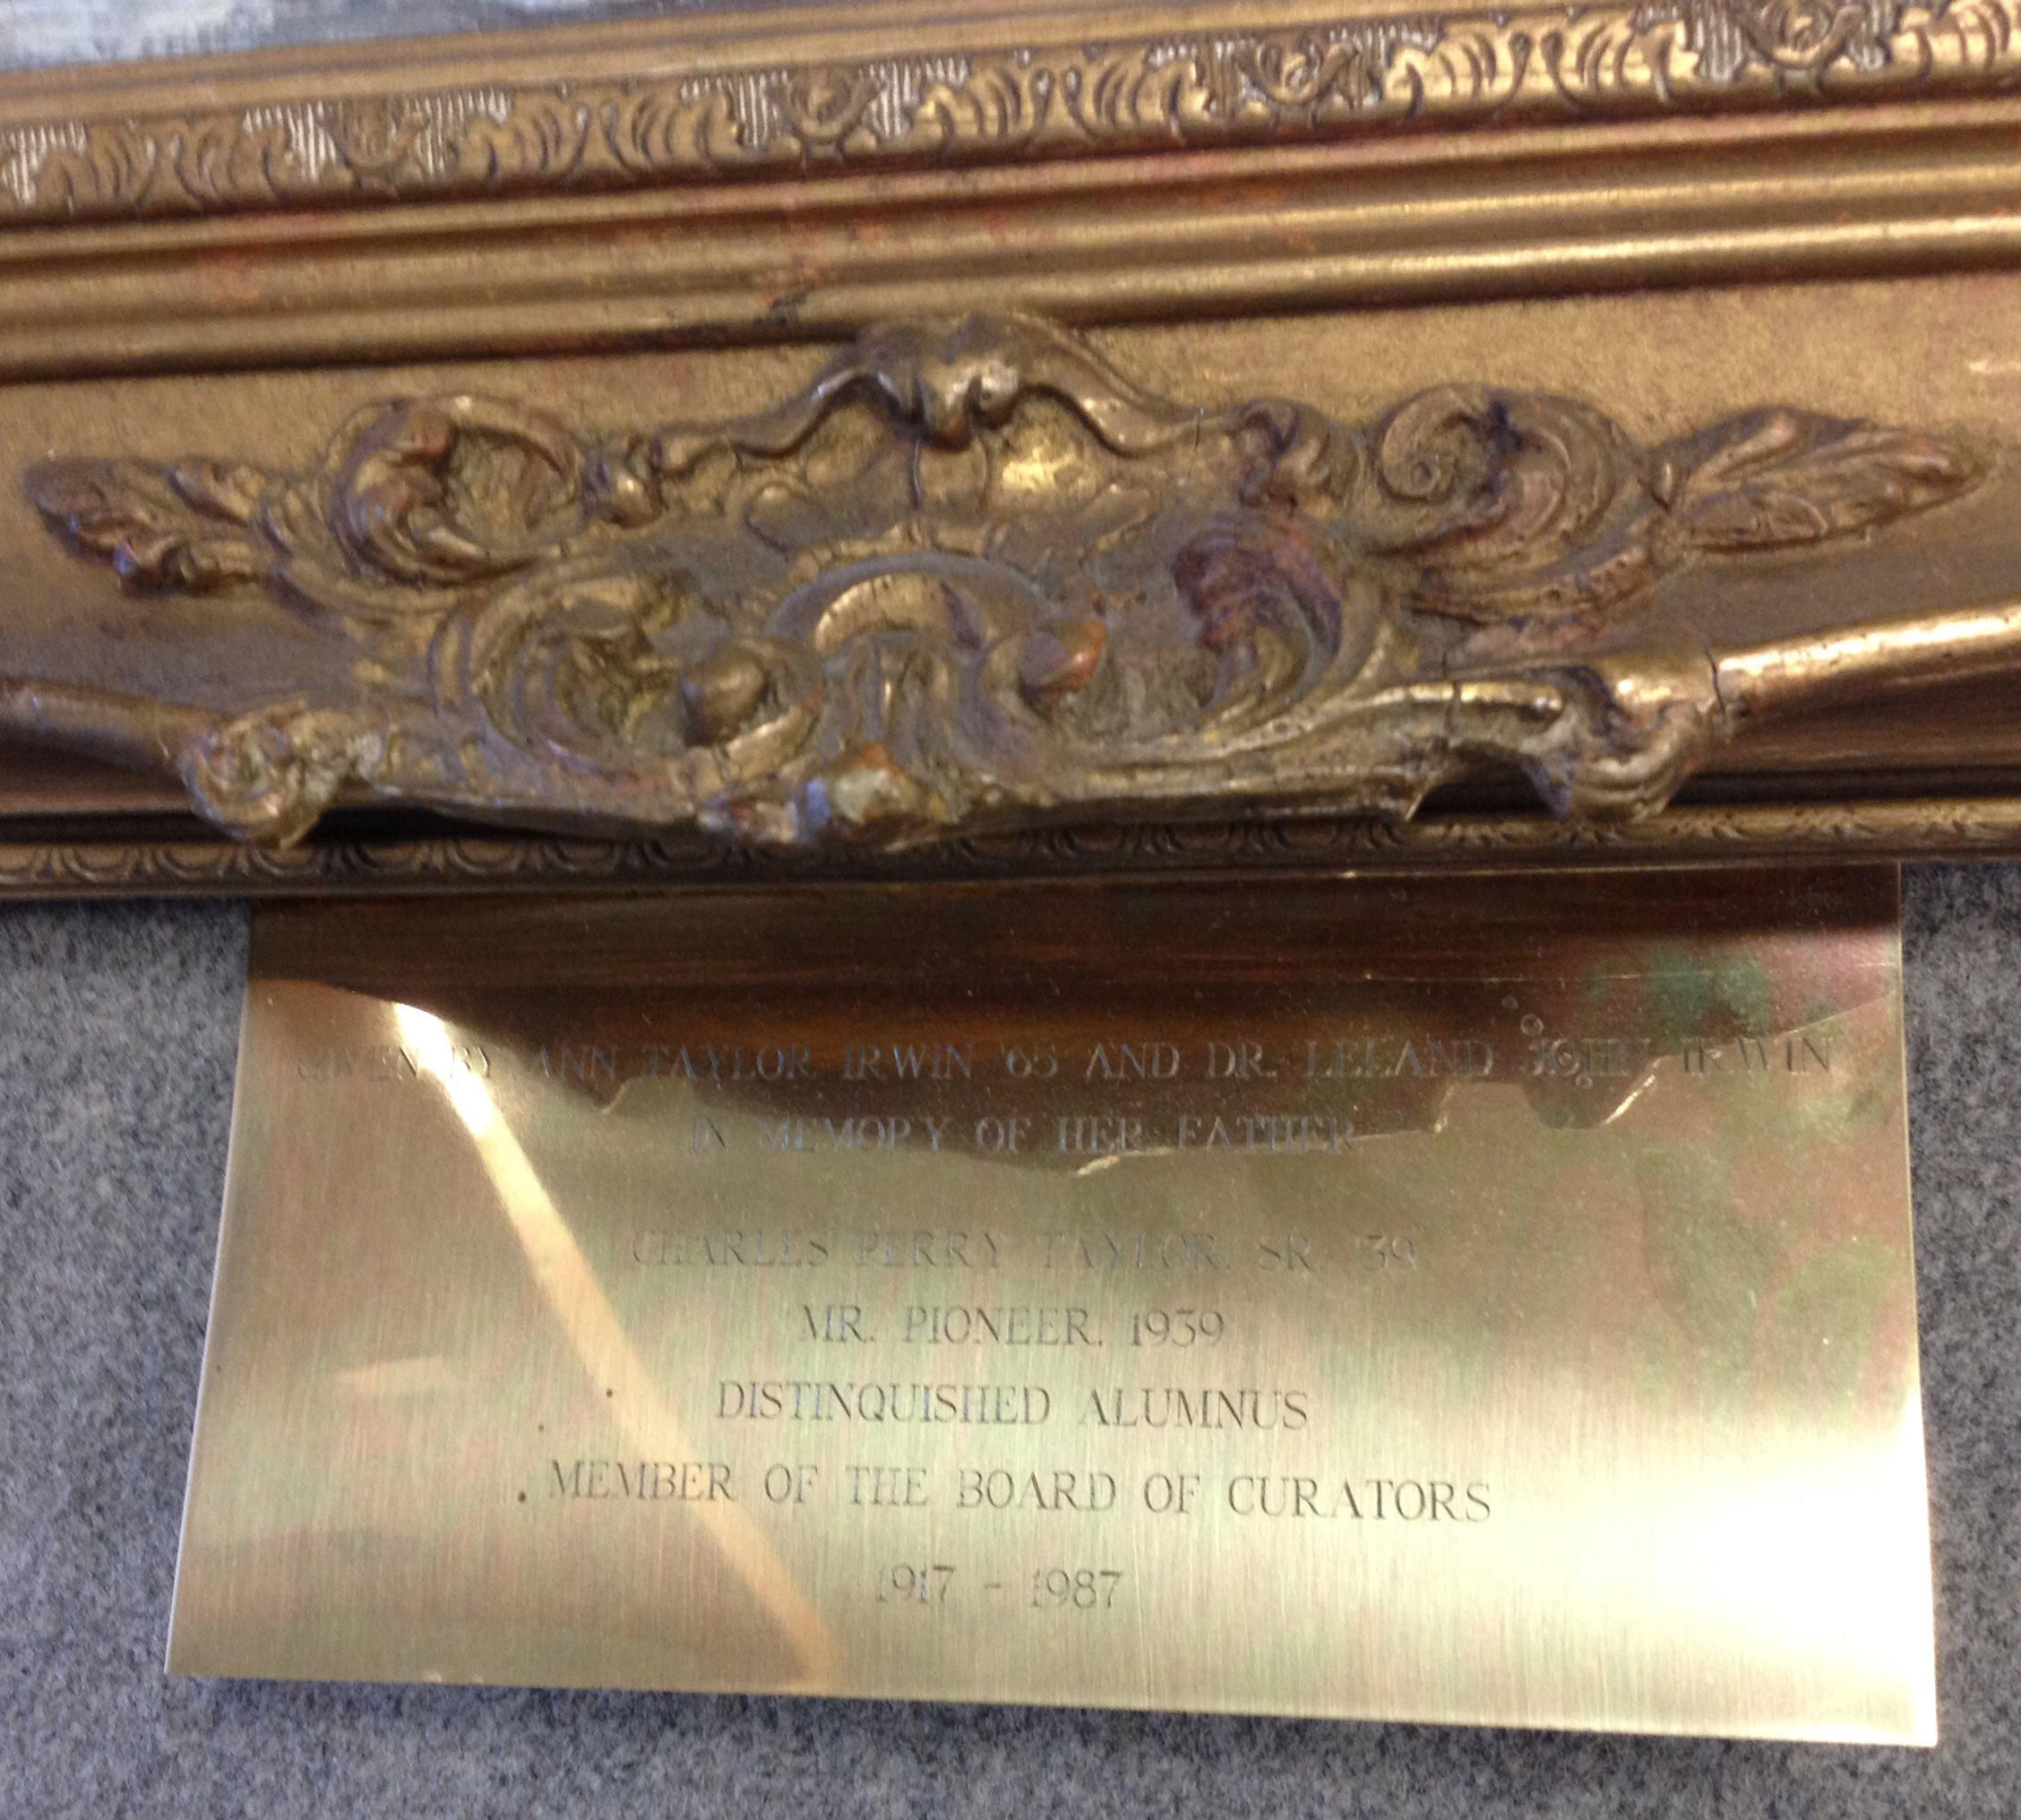 GIVEN BY ANN TAYLOR IRWIN '65 AND DR. LELAND JOHN IRWIN
IN MEMORY OF HER FATHER
CHARLES PERRY TAYLOR, SR. '39
MR. PIONEER, 1939
DISTINQUISHED ALUMNUS
MEMBER OF THE BOARD OF CURATORS
1917 - 1987